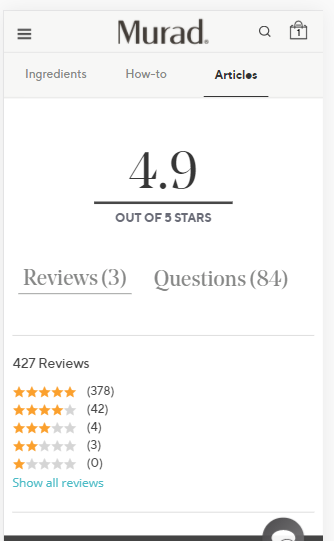 Murad.
1
Ingredients How-to Articles
4.9
OUT OF 5 STARS
Reviews (3) Questions (84)
427 Reviews
(378)
(42)
(4)
(3)
(0)
Show all reviews